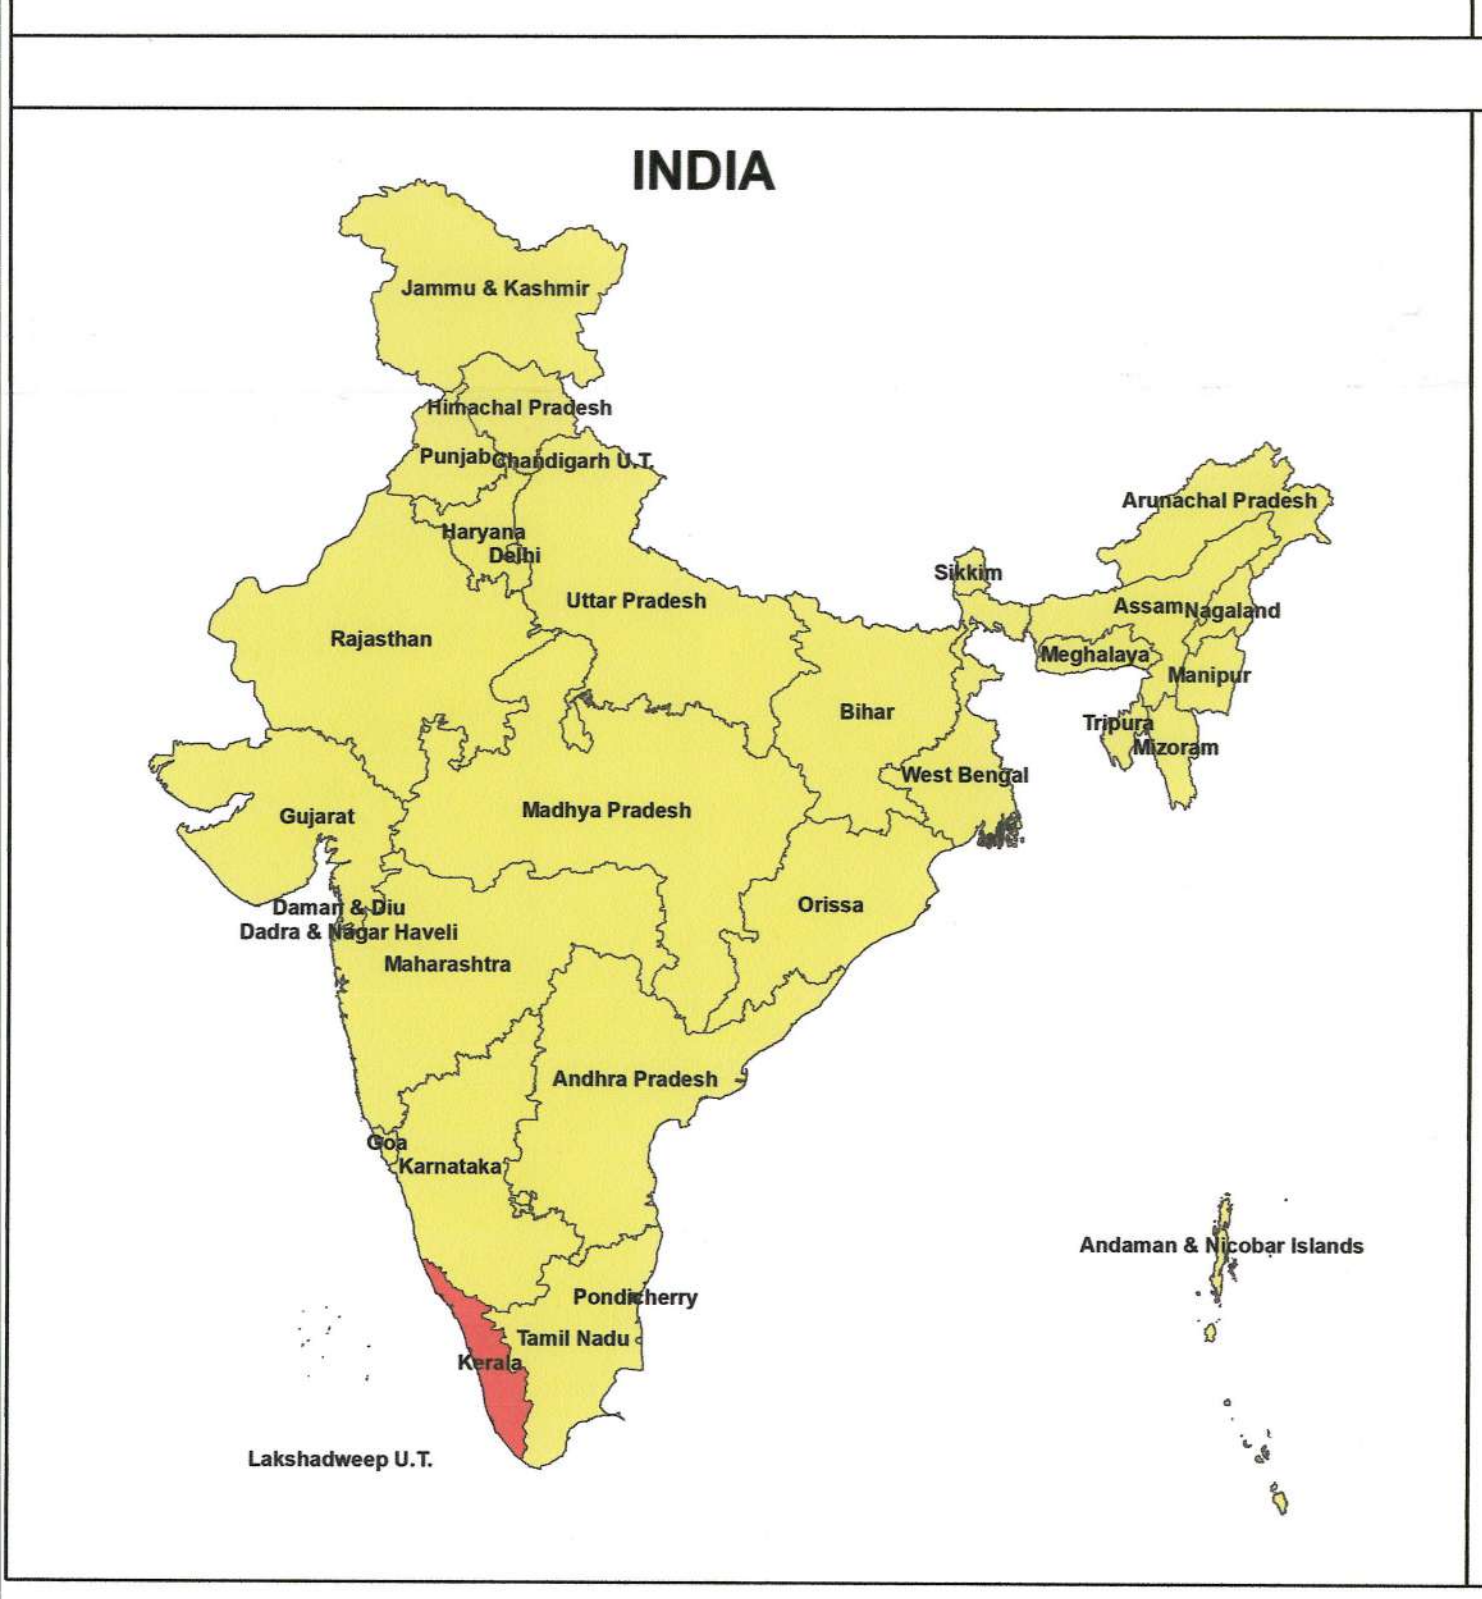 INDIA
Jammu & Kashmir
Himachal Pradesh
Punjab
Chandigarh U.T.
Haryana
Delhi
Arunachal Pradesh
Sikkim
Uttar Pradesh
Assam
Nagaland
Rajasthan
Meghalaya
Manipur
Bihar
Tripura
Mizoram
West Bengal
Gujarat
Madhya Pradesh
Orissa
Daman & Diu
Dadra & Nagar Haveli
Maharashtra
Andhra Pradesh
Goa
Karnataka
Andaman & Nicobar Islands
Pondicherry
Tamil Nadu
Kerala
Lakshadweep U.T.